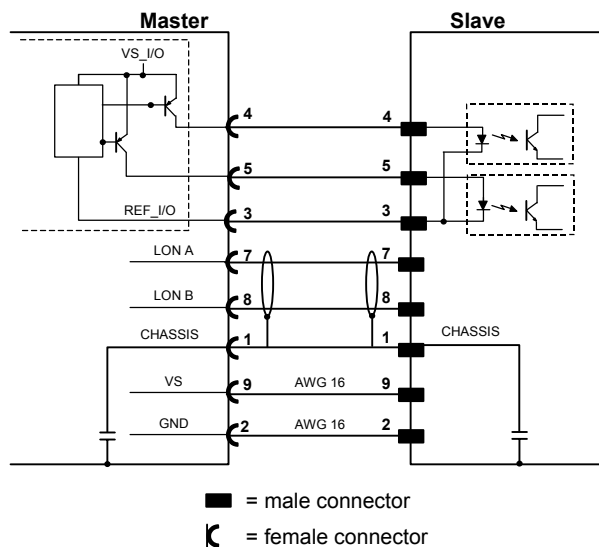 Master Slave
VS_I/O
4 4
5 5
REF_I/O 3 3
LON A 7 7
LON B 8 8
CHASSIS 1 1 CHASSIS
VS 9 AWG 16 9
GND 2 AWG 16 2
= male connector
= female connector